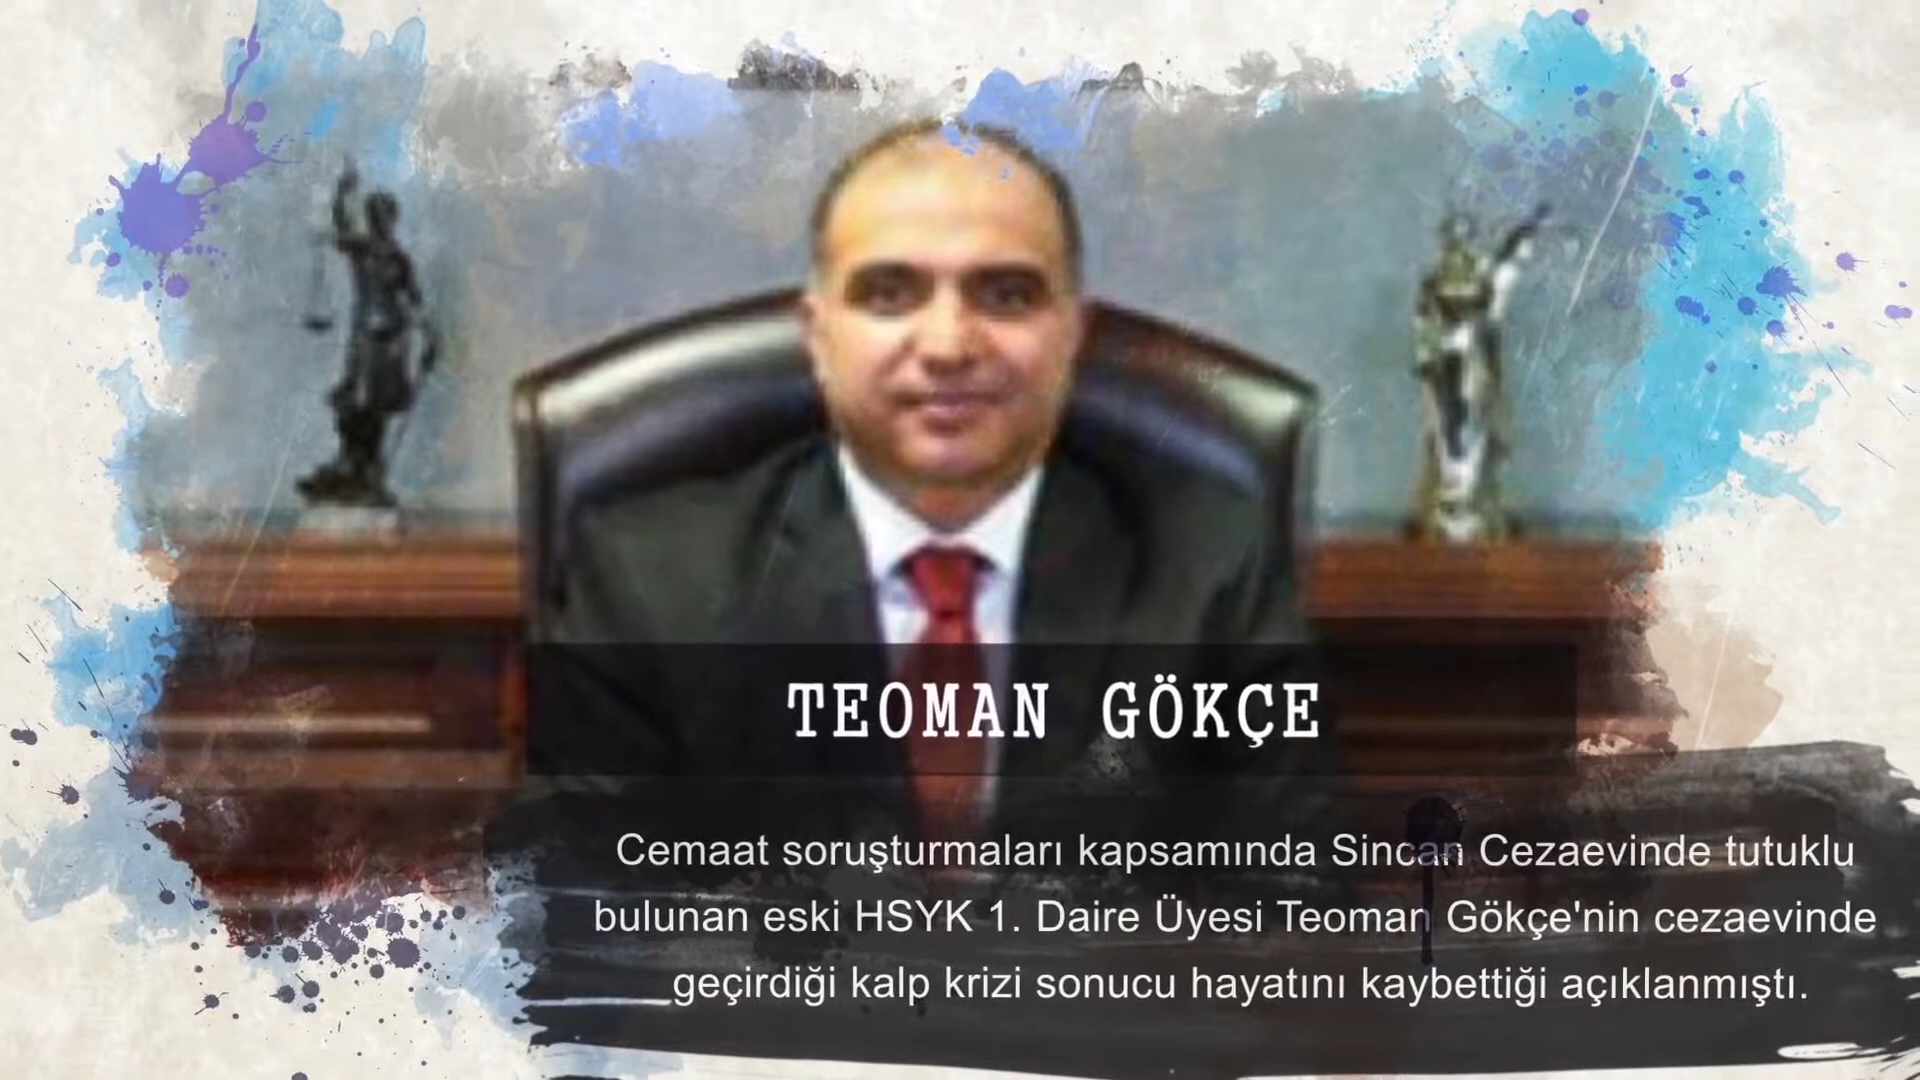 TEOMAN GÖKÇE
Cemaat soruşturmaları kapsamında Sincan Cezaevinde tutuklu
bulunan eski HSYK 1. Daire Üyesi Teoman Gökçe'nin cezaevinde
geçirdiği kalp krizi sonucu hayatını kaybettiği açıklanmıştı.